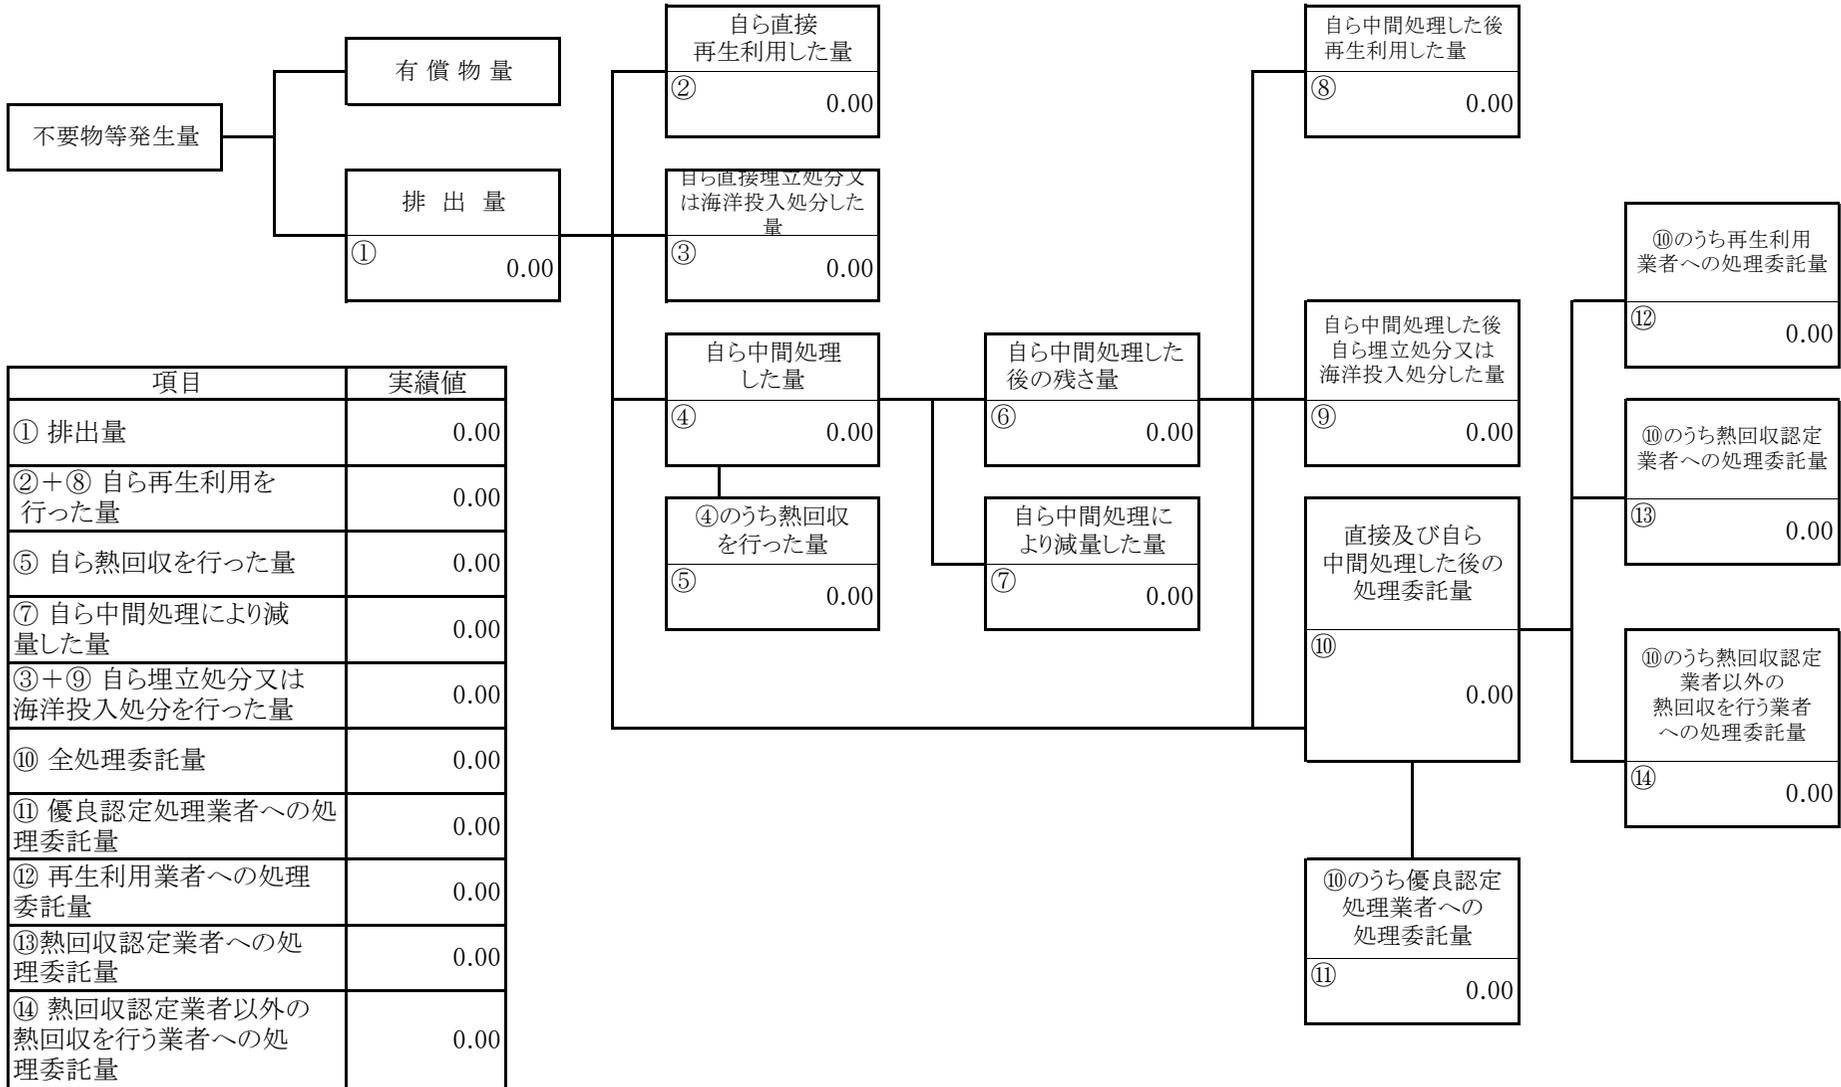 自ら直接
再生利用した量
②
0.00
自ら中間処理した後
再生利用した量
⑧
0.00
有 償 物 量
不要物等発生量
排 出 量
①
0.00
自ら直接埋立処分又
は海洋投入処分した
量
③
0.00
⑩のうち再生利用
業者への処理委託量
⑫
0.00
自ら中間処理
した量
④
0.00
自ら中間処理した
後の残さ量
⑥
0.00
自ら中間処理した後
自ら埋立処分又は
海洋投入処分した量
⑨
0.00
⑩のうち熱回収認定
業者への処理委託量
⑬
0.00
④のうち熱回収
を行った量
⑤
0.00
自ら中間処理に
より減量した量
⑦
0.00
直接及び自ら
中間処理した後の
処理委託量
⑩
0.00
⑩のうち熱回収認定
業者以外の
熱回収を行う業者
への処理委託量
⑭
0.00
⑩のうち優良認定
処理業者への
処理委託量
⑪
0.00
項目 実績値
① 排出量 0.00
②＋⑧ 自ら再生利用を
行った量 0.00
⑤ 自ら熱回収を行った量 0.00
⑦ 自ら中間処理により減
量した量 0.00
③＋⑨ 自ら埋立処分又は
海洋投入処分を行った量 0.00
⑩ 全処理委託量 0.00
⑪ 優良認定処理業者への処
理委託量 0.00
⑫ 再生利用業者への処理
委託量 0.00
⑬熱回収認定業者への処
理委託量 0.00
⑭ 熱回収認定業者以外の
熱回収を行う業者への処
理委託量 0.00